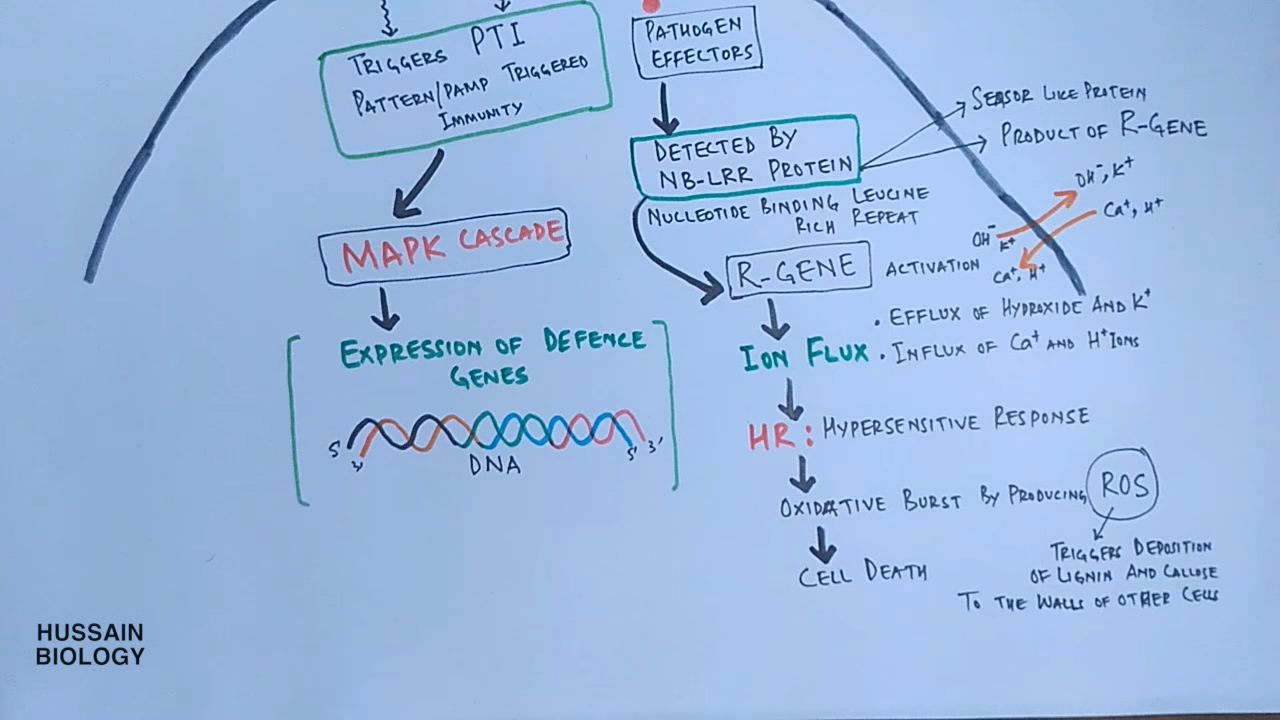 TRIGGERS PTI
PATTERN/PAMP TRIGGERED
IMMUNITY
MAPK CASCADE
EXPRESSION OF DEFENCE
GENES
5' 3'
3' 5'
DNA
PATHOGEN
EFFECTORS
DETECTED BY
NB-LRR PROTEIN
SENSOR LIKE PROTEIN
PRODUCT OF R-GENE
NUCLEOTIDE BINDING LEUCINE
RICH REPEAT
OH⁻, K⁺
Ca⁺, H⁺
OH⁻
K⁺
Ca⁺, H⁺
R-GENE ACTIVATION
. EFFLUX OF HYDROXIDE AND K⁺
ION FLUX . INFLUX OF Ca⁺ AND H⁺ IONS
HR: HYPERSENSITIVE RESPONSE
OXIDATIVE BURST BY PRODUCING ROS
TRIGGERS DEPOSITION
OF LIGNIN AND CALLOSE
TO THE WALLS OF OTHER CELLS
CELL DEATH
HUSSAIN
BIOLOGY